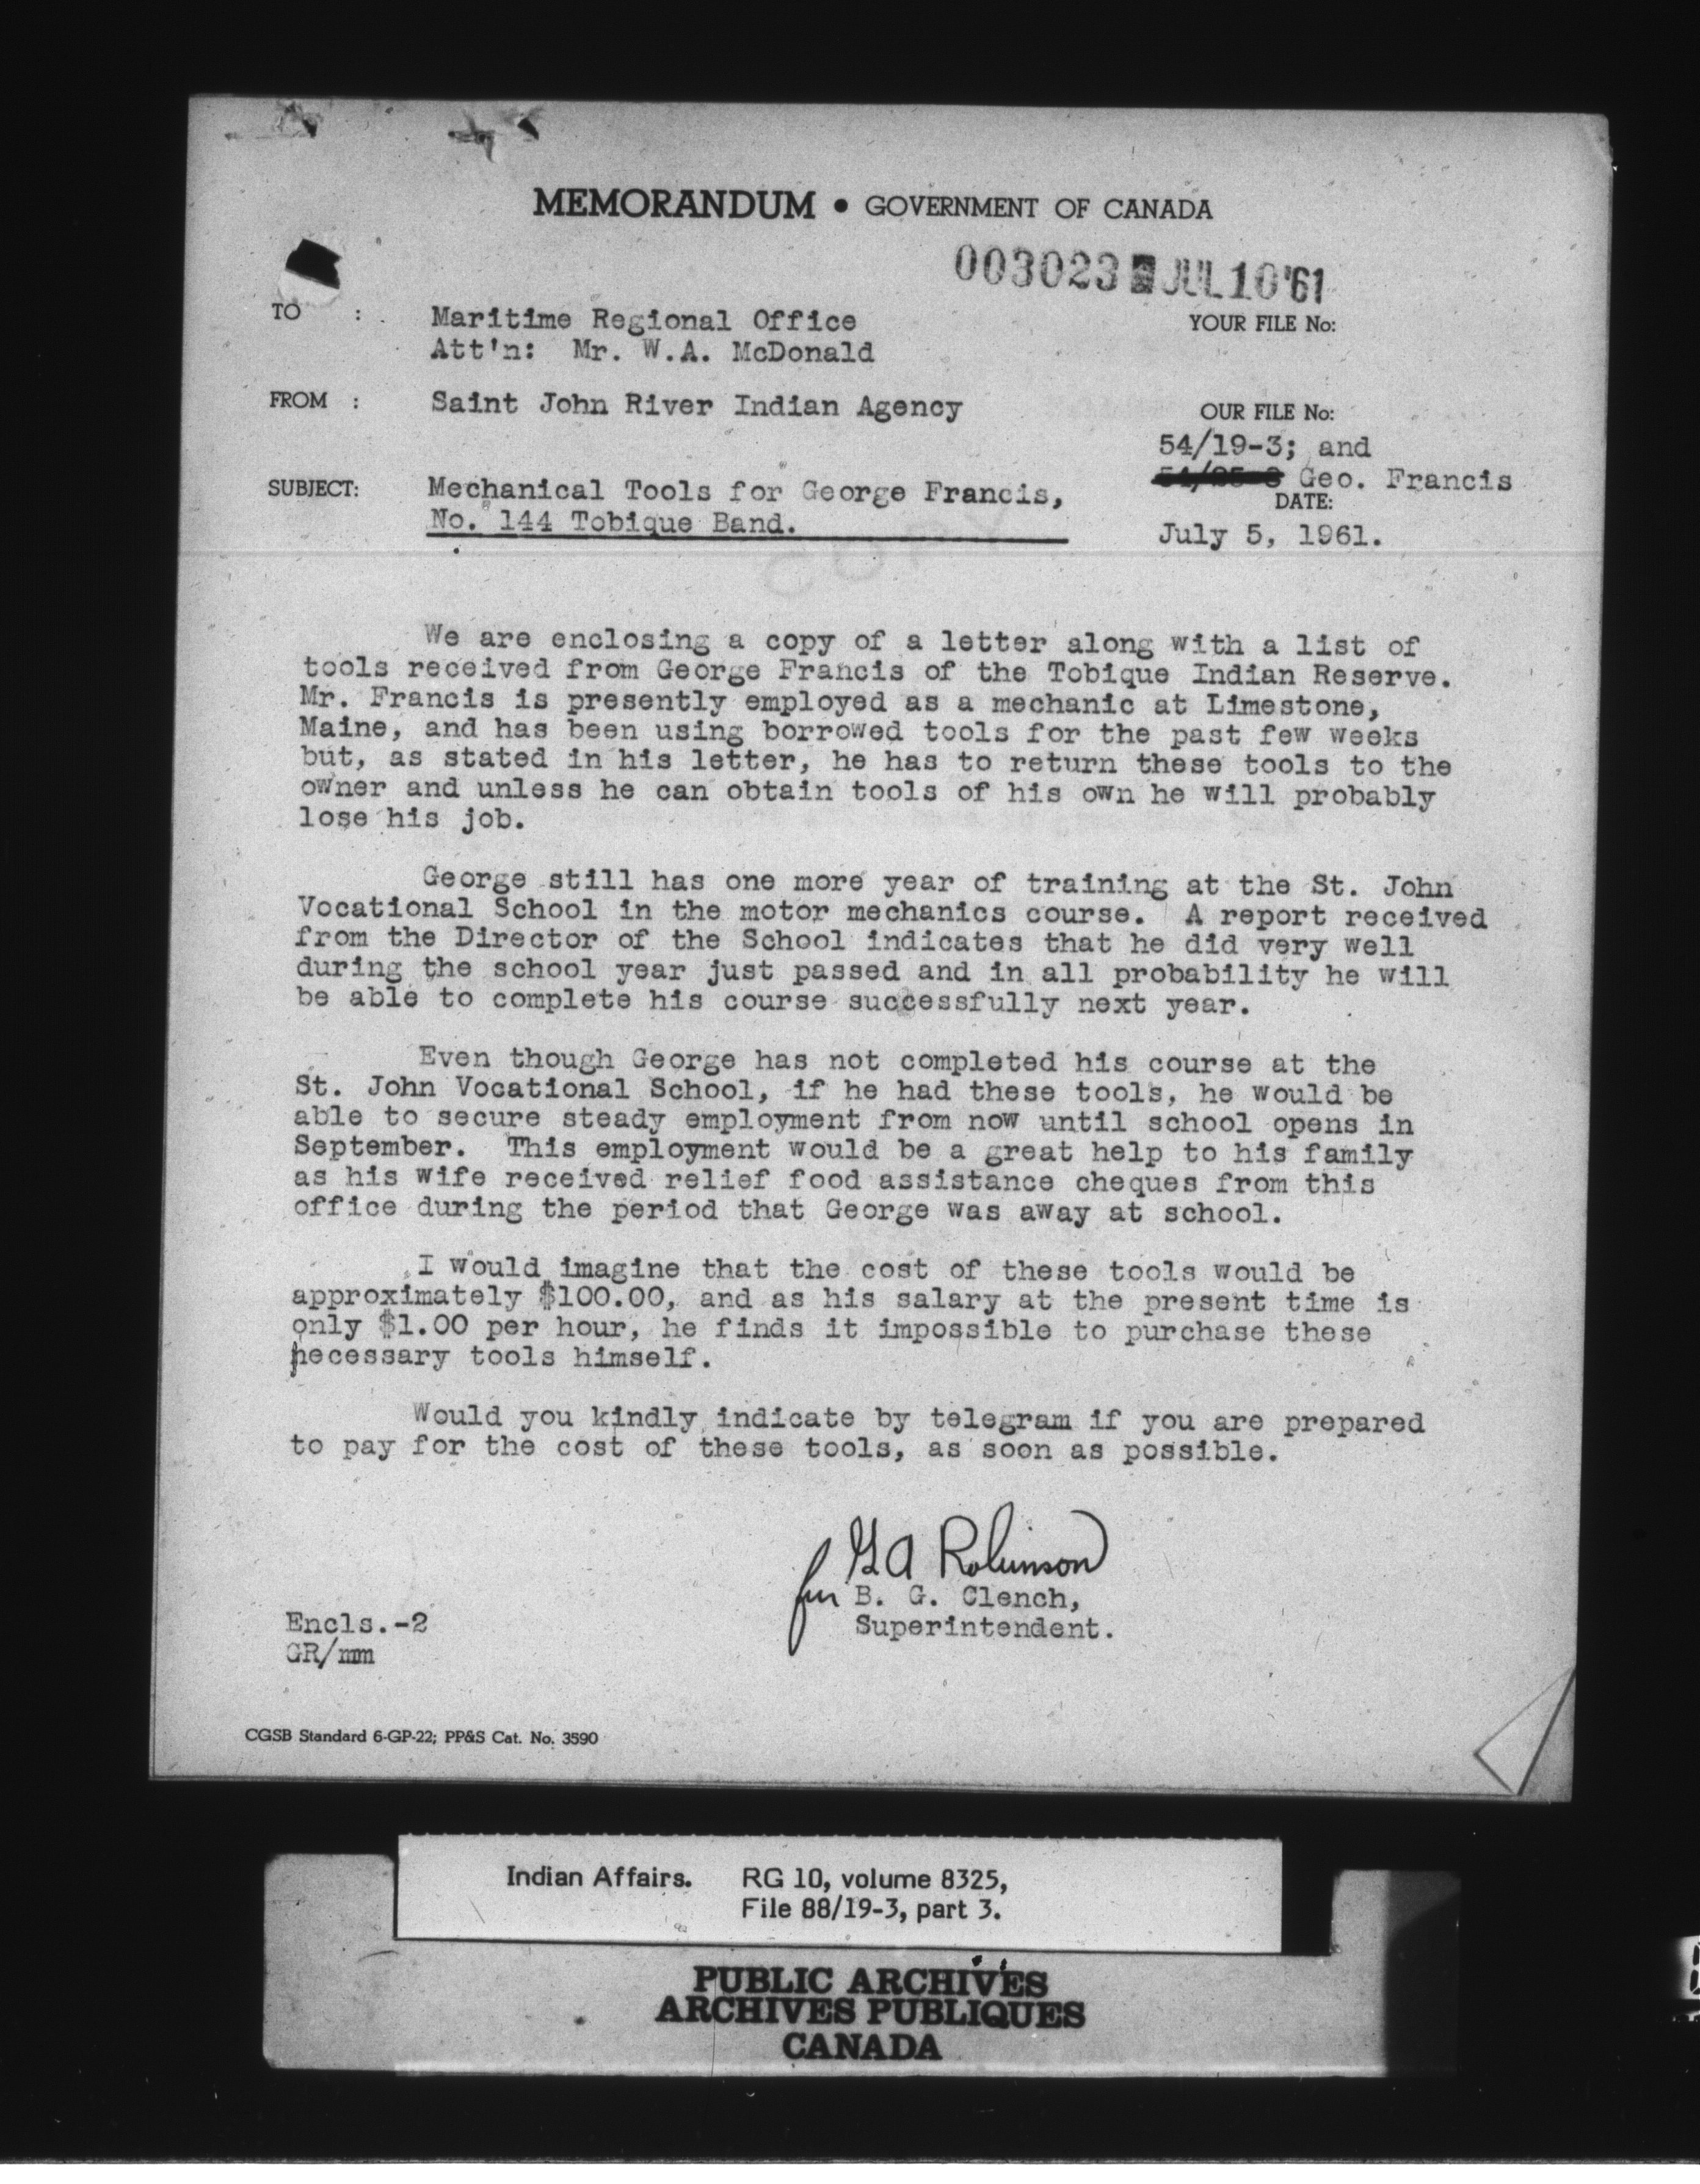 MEMORANDUM • GOVERNMENT OF CANADA
003023 JUL 10 '61
TO : Maritime Regional Office
Att'n: Mr. W.A. McDonald
YOUR FILE No:
FROM : Saint John River Indian Agency
OUR FILE No:
54/19-3; and
Geo. Francis
SUBJECT: Mechanical Tools for George Francis,
No. 144 Tobique Band.
DATE:
July 5, 1961.
We are enclosing a copy of a letter along with a list of
tools received from George Francis of the Tobique Indian Reserve.
Mr. Francis is presently employed as a mechanic at Limestone,
Maine, and has been using borrowed tools for the past few weeks
but, as stated in his letter, he has to return these tools to the
owner and unless he can obtain tools of his own he will probably
lose his job.
George still has one more year of training at the St. John
Vocational School in the motor mechanics course. A report received
from the Director of the School indicates that he did very well
during the school year just passed and in all probability he will
be able to complete his course successfully next year.
Even though George has not completed his course at the
St. John Vocational School, if he had these tools, he would be
able to secure steady employment from now until school opens in
September. This employment would be a great help to his family
as his wife received relief food assistance cheques from this
office during the period that George was away at school.
I would imagine that the cost of these tools would be
approximately $100.00, and as his salary at the present time is
only $1.00 per hour, he finds it impossible to purchase these
necessary tools himself.
Would you kindly indicate by telegram if you are prepared
to pay for the cost of these tools, as soon as possible.
GA Robinson
for B. G. Clench,
Superintendent.
Encls.-2
GR/mm
CGSB Standard 6-GP-22; PP&S Cat. No. 3590
Indian Affairs. RG 10, volume 8325,
File 88/19-3, part 3.
PUBLIC ARCHIVES
ARCHIVES PUBLIQUES
CANADA